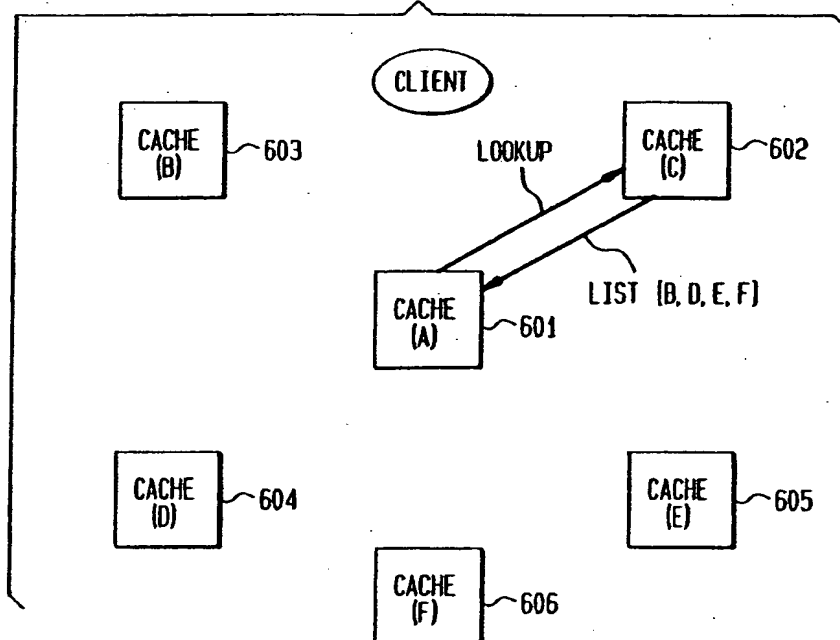 CLIENT
CACHE
(B)
603
LOOKUP
CACHE
(C)
602
LIST (B, D, E, F)
CACHE
(A)
601
CACHE
(D)
604
CACHE
(E)
605
CACHE
(F)
606